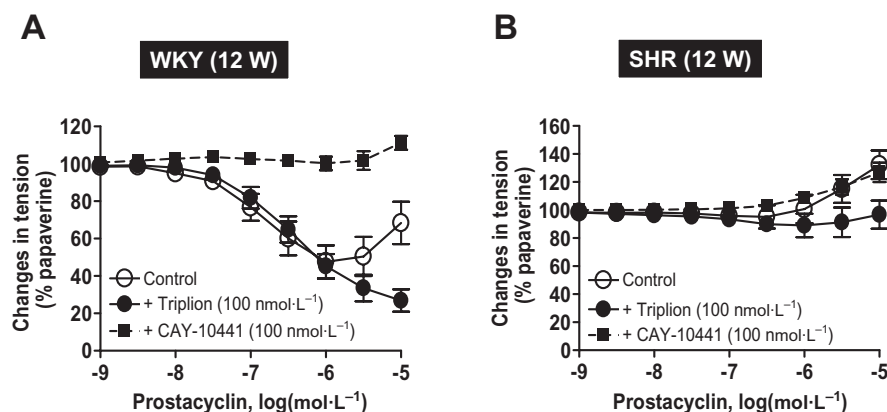 A
WKY (12 W)
Changes in tension
(% papaverine)
120
100
80
60
40
20
0
-9
-8
-7
-6
-5
Control
+ Triplion (100 nmol·L⁻¹)
+ CAY-10441 (100 nmol·L⁻¹)
Prostacyclin, log(mol·L⁻¹)
B
SHR (12 W)
Changes in tension
(% papaverine)
160
140
120
100
80
60
40
20
0
-9
-8
-7
-6
-5
Control
+ Triplion (100 nmol·L⁻¹)
+ CAY-10441 (100 nmol·L⁻¹)
Prostacyclin, log(mol·L⁻¹)